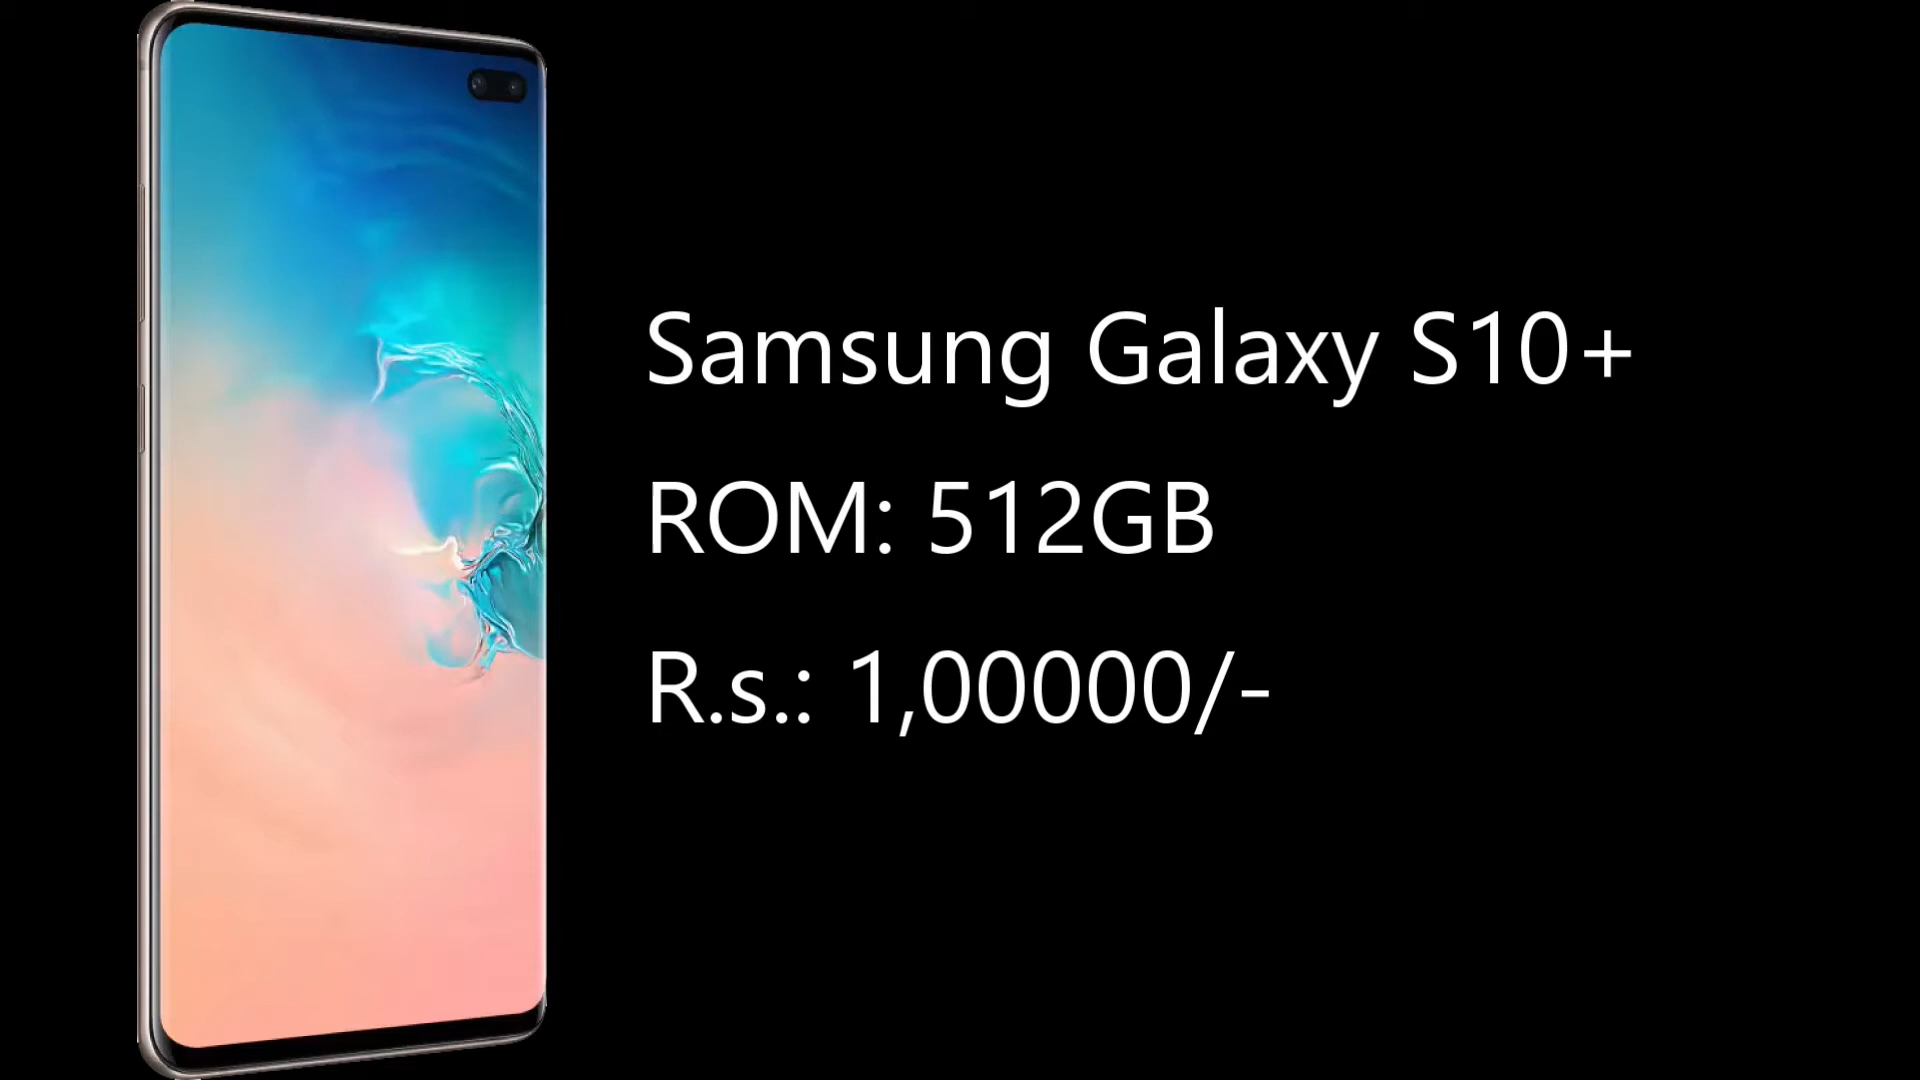 Samsung Galaxy S10+
ROM: 512GB
R.s.: 1,00000/-